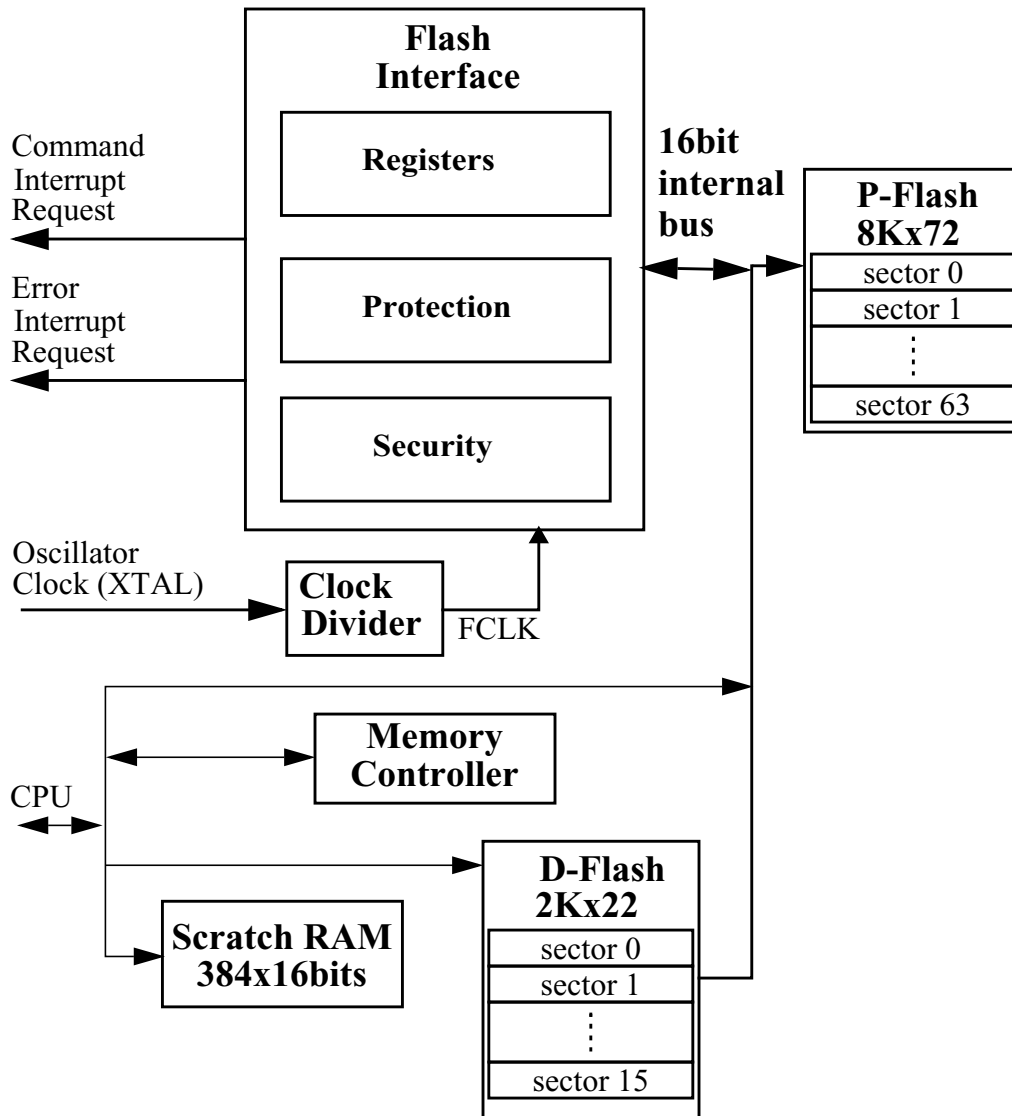 Flash
Interface
Registers
Protection
Security
Command
Interrupt
Request
Error
Interrupt
Request
16bit
internal
bus
P-Flash
8Kx72
sector 0
sector 1
sector 63
Oscillator
Clock (XTAL)
Clock
Divider
FCLK
Memory
Controller
CPU
D-Flash
2Kx22
sector 0
sector 1
sector 15
Scratch RAM
384x16bits